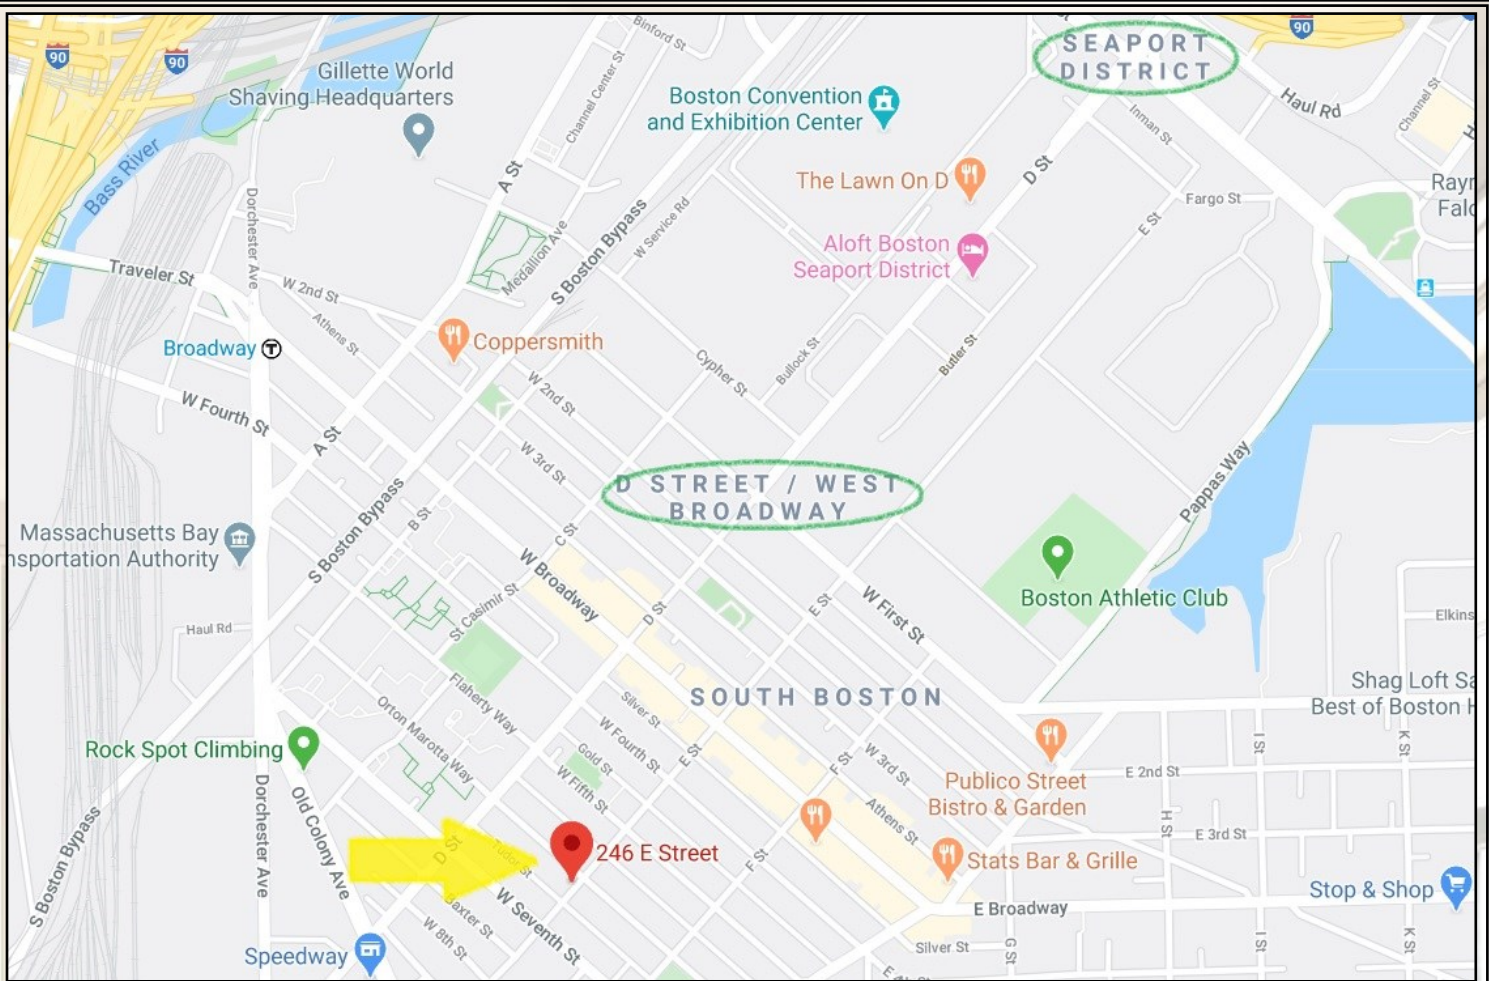 90
90
90
Binford St
SEAPORT
DISTRICT
Gillette World
Shaving Headquarters
Channel Center St
Boston Convention
and Exhibition Center
Haul Rd
Channel St
Inman St
Bass River
A St
The Lawn On D
D St
Fargo St
E St
Dorchester Ave
Medallion Ave
S Boston Bypass
W Service Rd
Aloft Boston
Seaport District
Traveler St
W 2nd St
Athens St
Broadway
T
Coppersmith
Cypher St
Bullock St
Butler St
W Fourth St
A St
W 2nd St
W 3rd St
D STREET / WEST
BROADWAY
Pappas Way
S Boston Bypass
B St
C St
Massachusetts Bay
nsportation Authority
W Broadway
St Casimir St
D St
E St
W First St
Boston Athletic Club
Haul Rd
Elkins
Flaherty Way
Orton Marotta Way
Silver St
W Fourth St
SOUTH BOSTON
Shag Loft Sa
Best of Boston H
Rock Spot Climbing
Gold St
W Fifth St
E St
F St
W 3rd St
I St
K St
Publico Street
Bistro & Garden
E 2nd St
Old Colony Ave
Dorchester Ave
S Boston Bypass
Athens St
H St
E 3rd St
D St
Tudor St
246 E Street
F St
Stats Bar & Grille
Stop & Shop
W Seventh St
Baxter St
W 8th St
E Broadway
Speedway
Silver St
G St
I St
K St